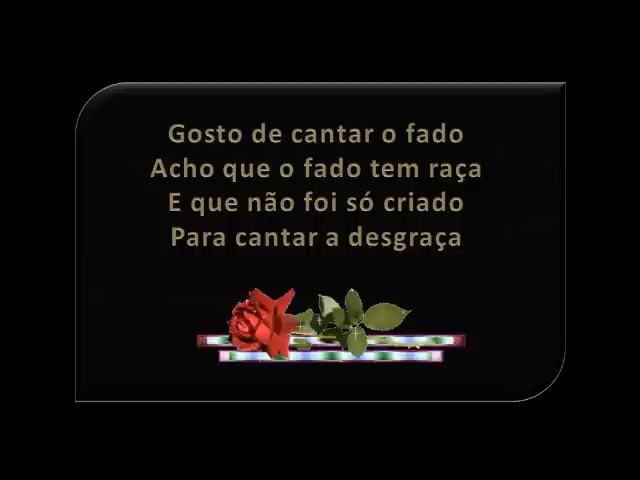 Gosto de cantar o fado
Acho que o fado tem raça
E que não foi só criado
Para cantar a desgraça